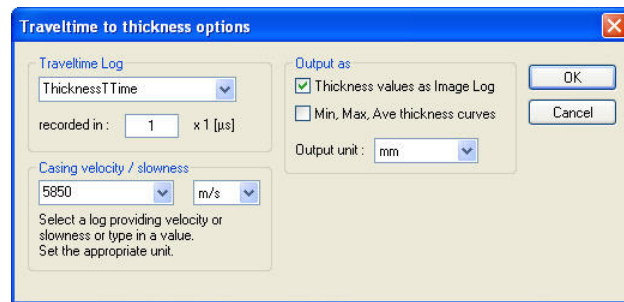 Traveltime to thickness options
Traveltime Log
ThicknessTTime
recorded in : 1 x 1 [µs]
Casing velocity / slowness
5850 m/s
Select a log providing velocity or
slowness or type in a value.
Set the appropriate unit.
Output as
Thickness values as Image Log
Min, Max, Ave thickness curves
Output unit : mm
OK
Cancel